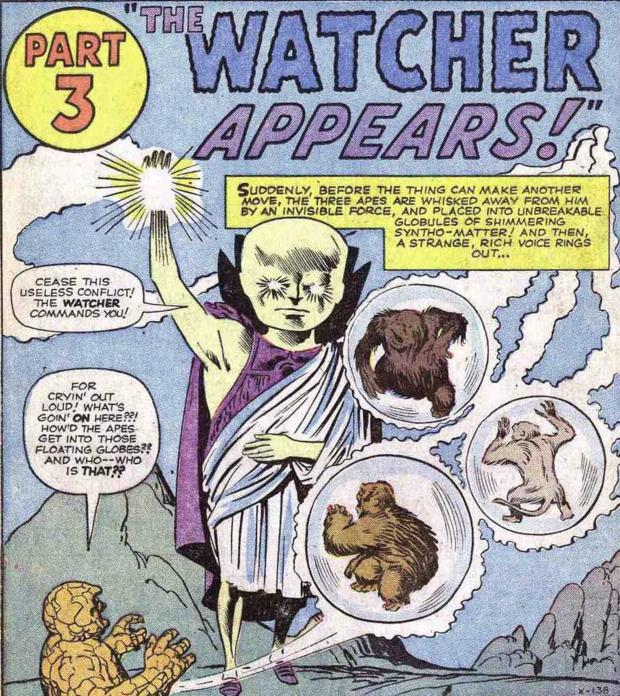 PART
3
"THE
WATCHER
APPEARS!"
SUDDENLY, BEFORE THE THING CAN MAKE ANOTHER
MOVE, THE THREE APES ARE WHISKED AWAY FROM HIM
BY AN INVISIBLE FORCE, AND PLACED INTO UNBREAKABLE
GLOBULES OF SHIMMERING
SYNTHO-MATTER! AND THEN,
A STRANGE, RICH VOICE RINGS
OUT...
CEASE THIS
USELESS CONFLICT!
THE WATCHER
COMMANDS YOU!
FOR
CRYIN' OUT
LOUD! WHAT'S
GOIN' ON HERE??!
HOW'D THE APES
GET INTO THOSE
FLOATING GLOBES??
AND WHO--WHO
IS THAT??
X-138